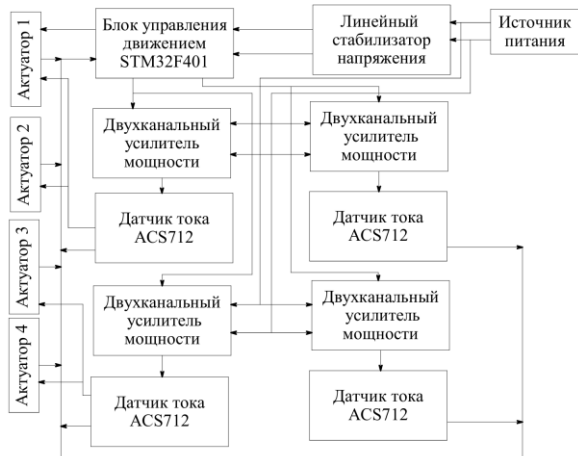 Актуатор 1
Блок управления
движением
STM32F401
Линейный
стабилизатор
напряжения
Источник
питания
Актуатор 2
Двухканальный
усилитель
мощности
Двухканальный
усилитель
мощности
Датчик тока
ACS712
Датчик тока
ACS712
Актуатор 3
Двухканальный
усилитель
мощности
Двухканальный
усилитель
мощности
Актуатор 4
Датчик тока
ACS712
Датчик тока
ACS712